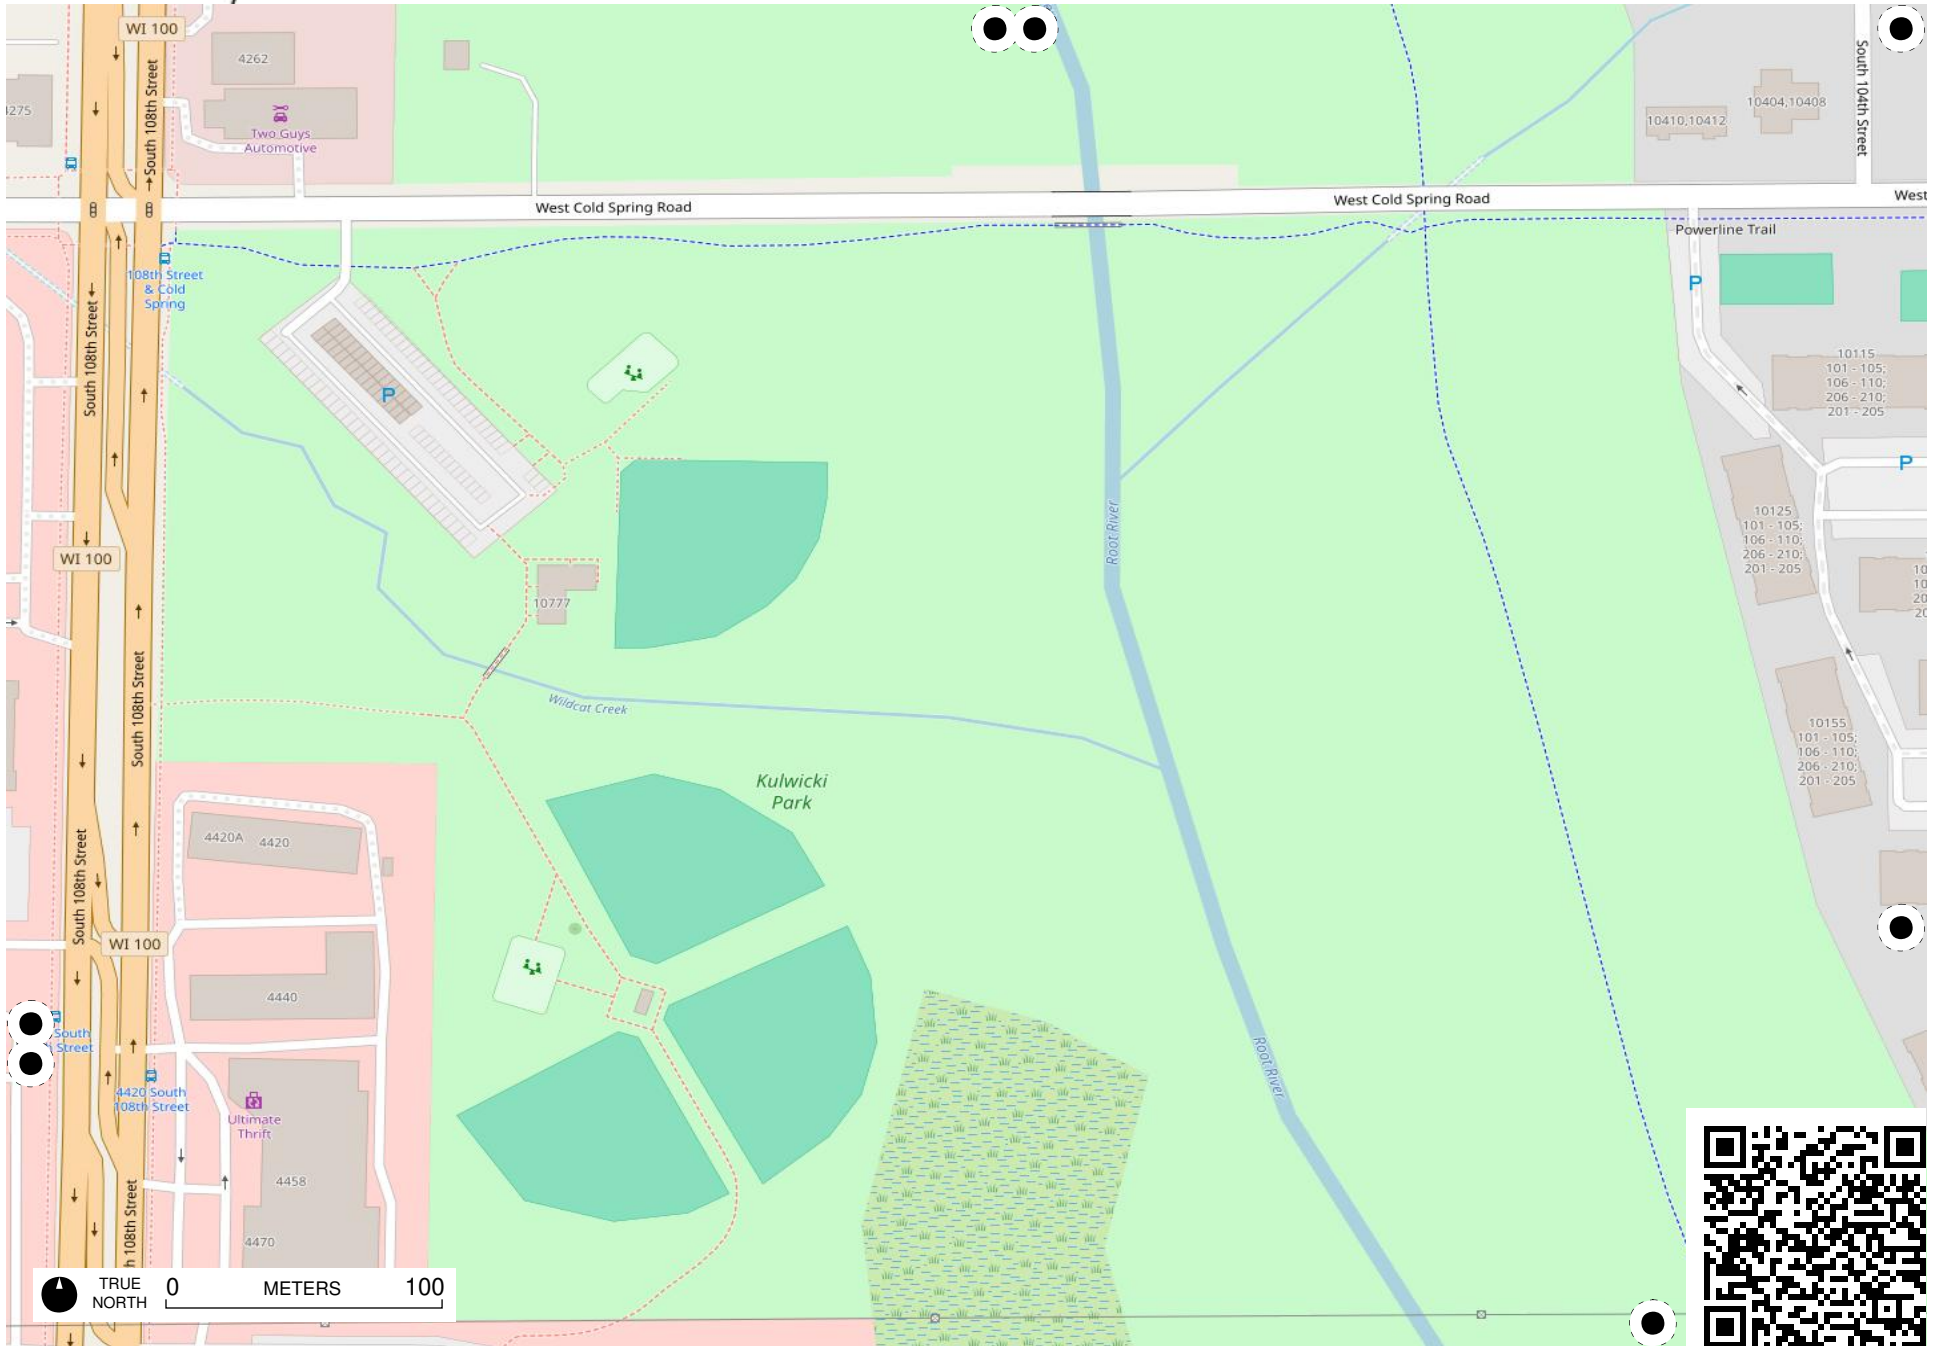 WI 100
4262
South 108th Street
4275
Two Guys
Automotive
10404,10408
10410,10412
South 104th Street
West Cold Spring Road
West Cold Spring Road
West
Powerline Trail
108th Street
& Cold
Spring
P
South 108th Street
P
10115
101 - 105;
106 - 110;
206 - 210;
201 - 205
P
Root River
10125
101 - 105;
106 - 110;
206 - 210;
201 - 205
WI 100
10777
South 108th Street
Wildcat Creek
10155
101 - 105;
106 - 110;
206 - 210;
201 - 205
Kulwicki
Park
4420A
4420
South 108th Street
WI 100
4440
South
Street
Root River
4420 South
108th Street
Ultimate
Thrift
4458
108th Street
4470
TRUE
NORTH
0 METERS 100